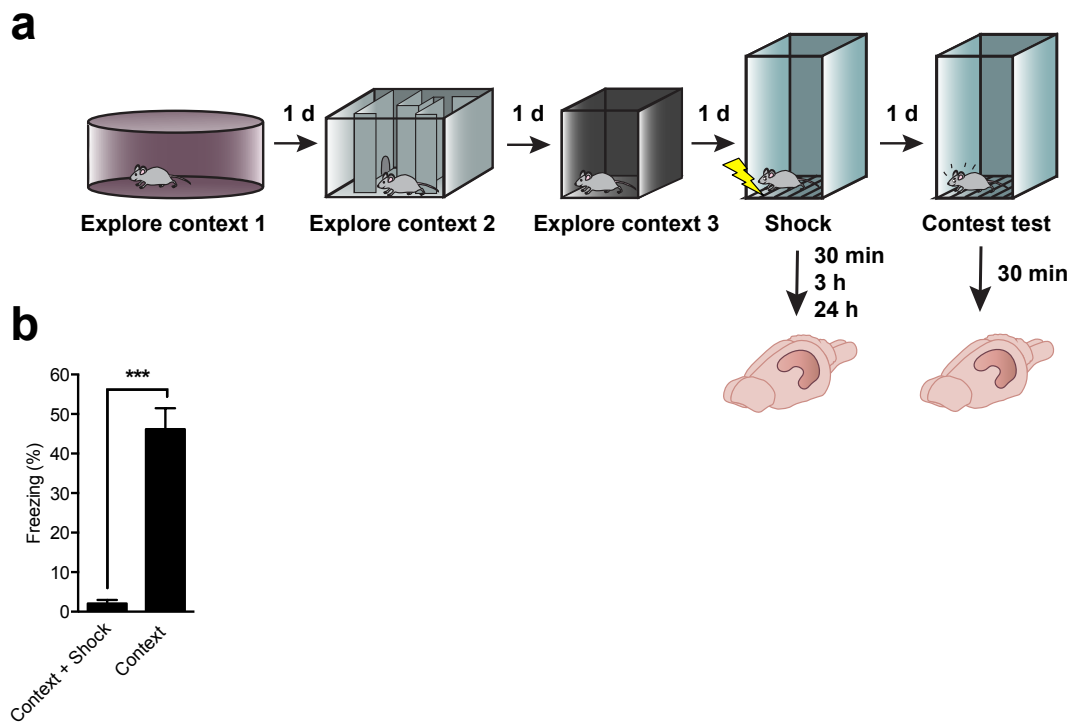 a
1 d
1 d
1 d
1 d
Explore context 1
Explore context 2
Explore context 3
Shock
Contest test
30 min
3 h
24 h
30 min
b
60
50
40
30
20
10
0
Freezing (%)
***
Context + Shock
Context